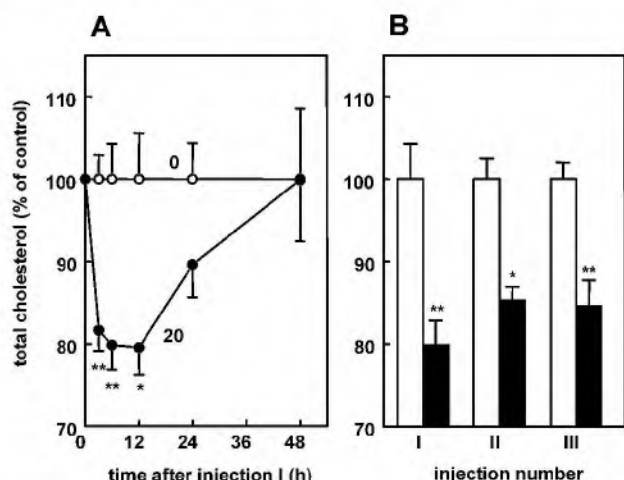 A
B
total cholesterol (% of control)
110
100
90
80
70
0
20
**
**
*
0
12
24
36
48
time after injection I (h)
110
100
90
80
70
**
*
**
I
II
III
injection number